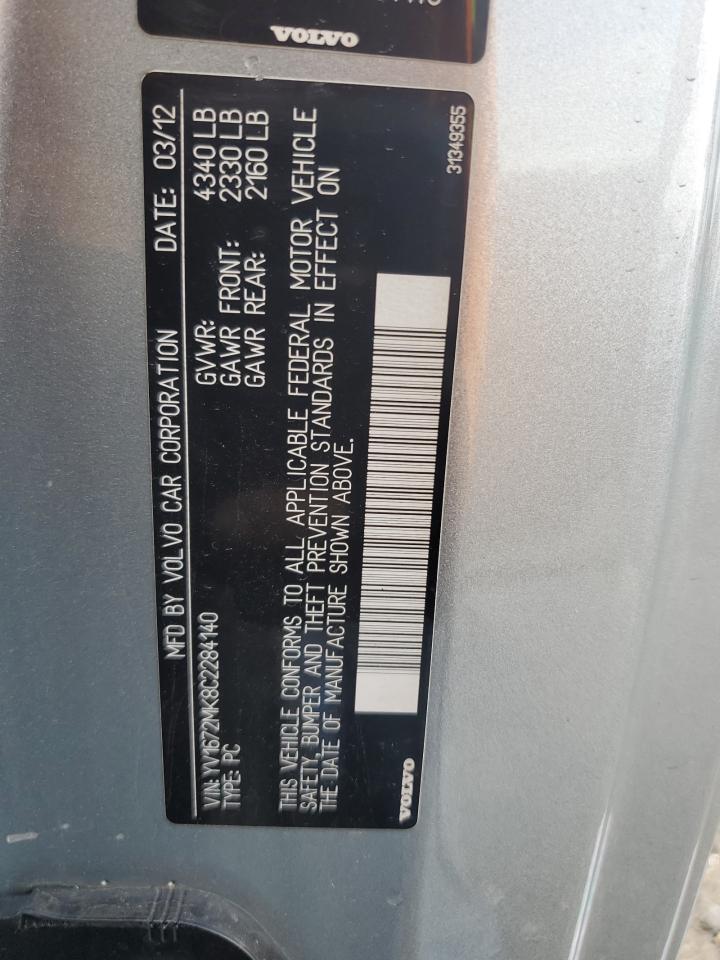 VOLVO
MFD BY VOLVO CAR CORPORATION DATE: 03/12
VIN: YV1672MK8C2284140 GVWR: 4340 LB
TYPE: PC GAWR FRONT: 2330 LB
GAWR REAR: 2160 LB
THIS VEHICLE CONFORMS TO ALL APPLICABLE FEDERAL MOTOR VEHICLE
SAFETY, BUMPER AND THEFT PREVENTION STANDARDS IN EFFECT ON
THE DATE OF MANUFACTURE SHOWN ABOVE.
VOLVO 31349355